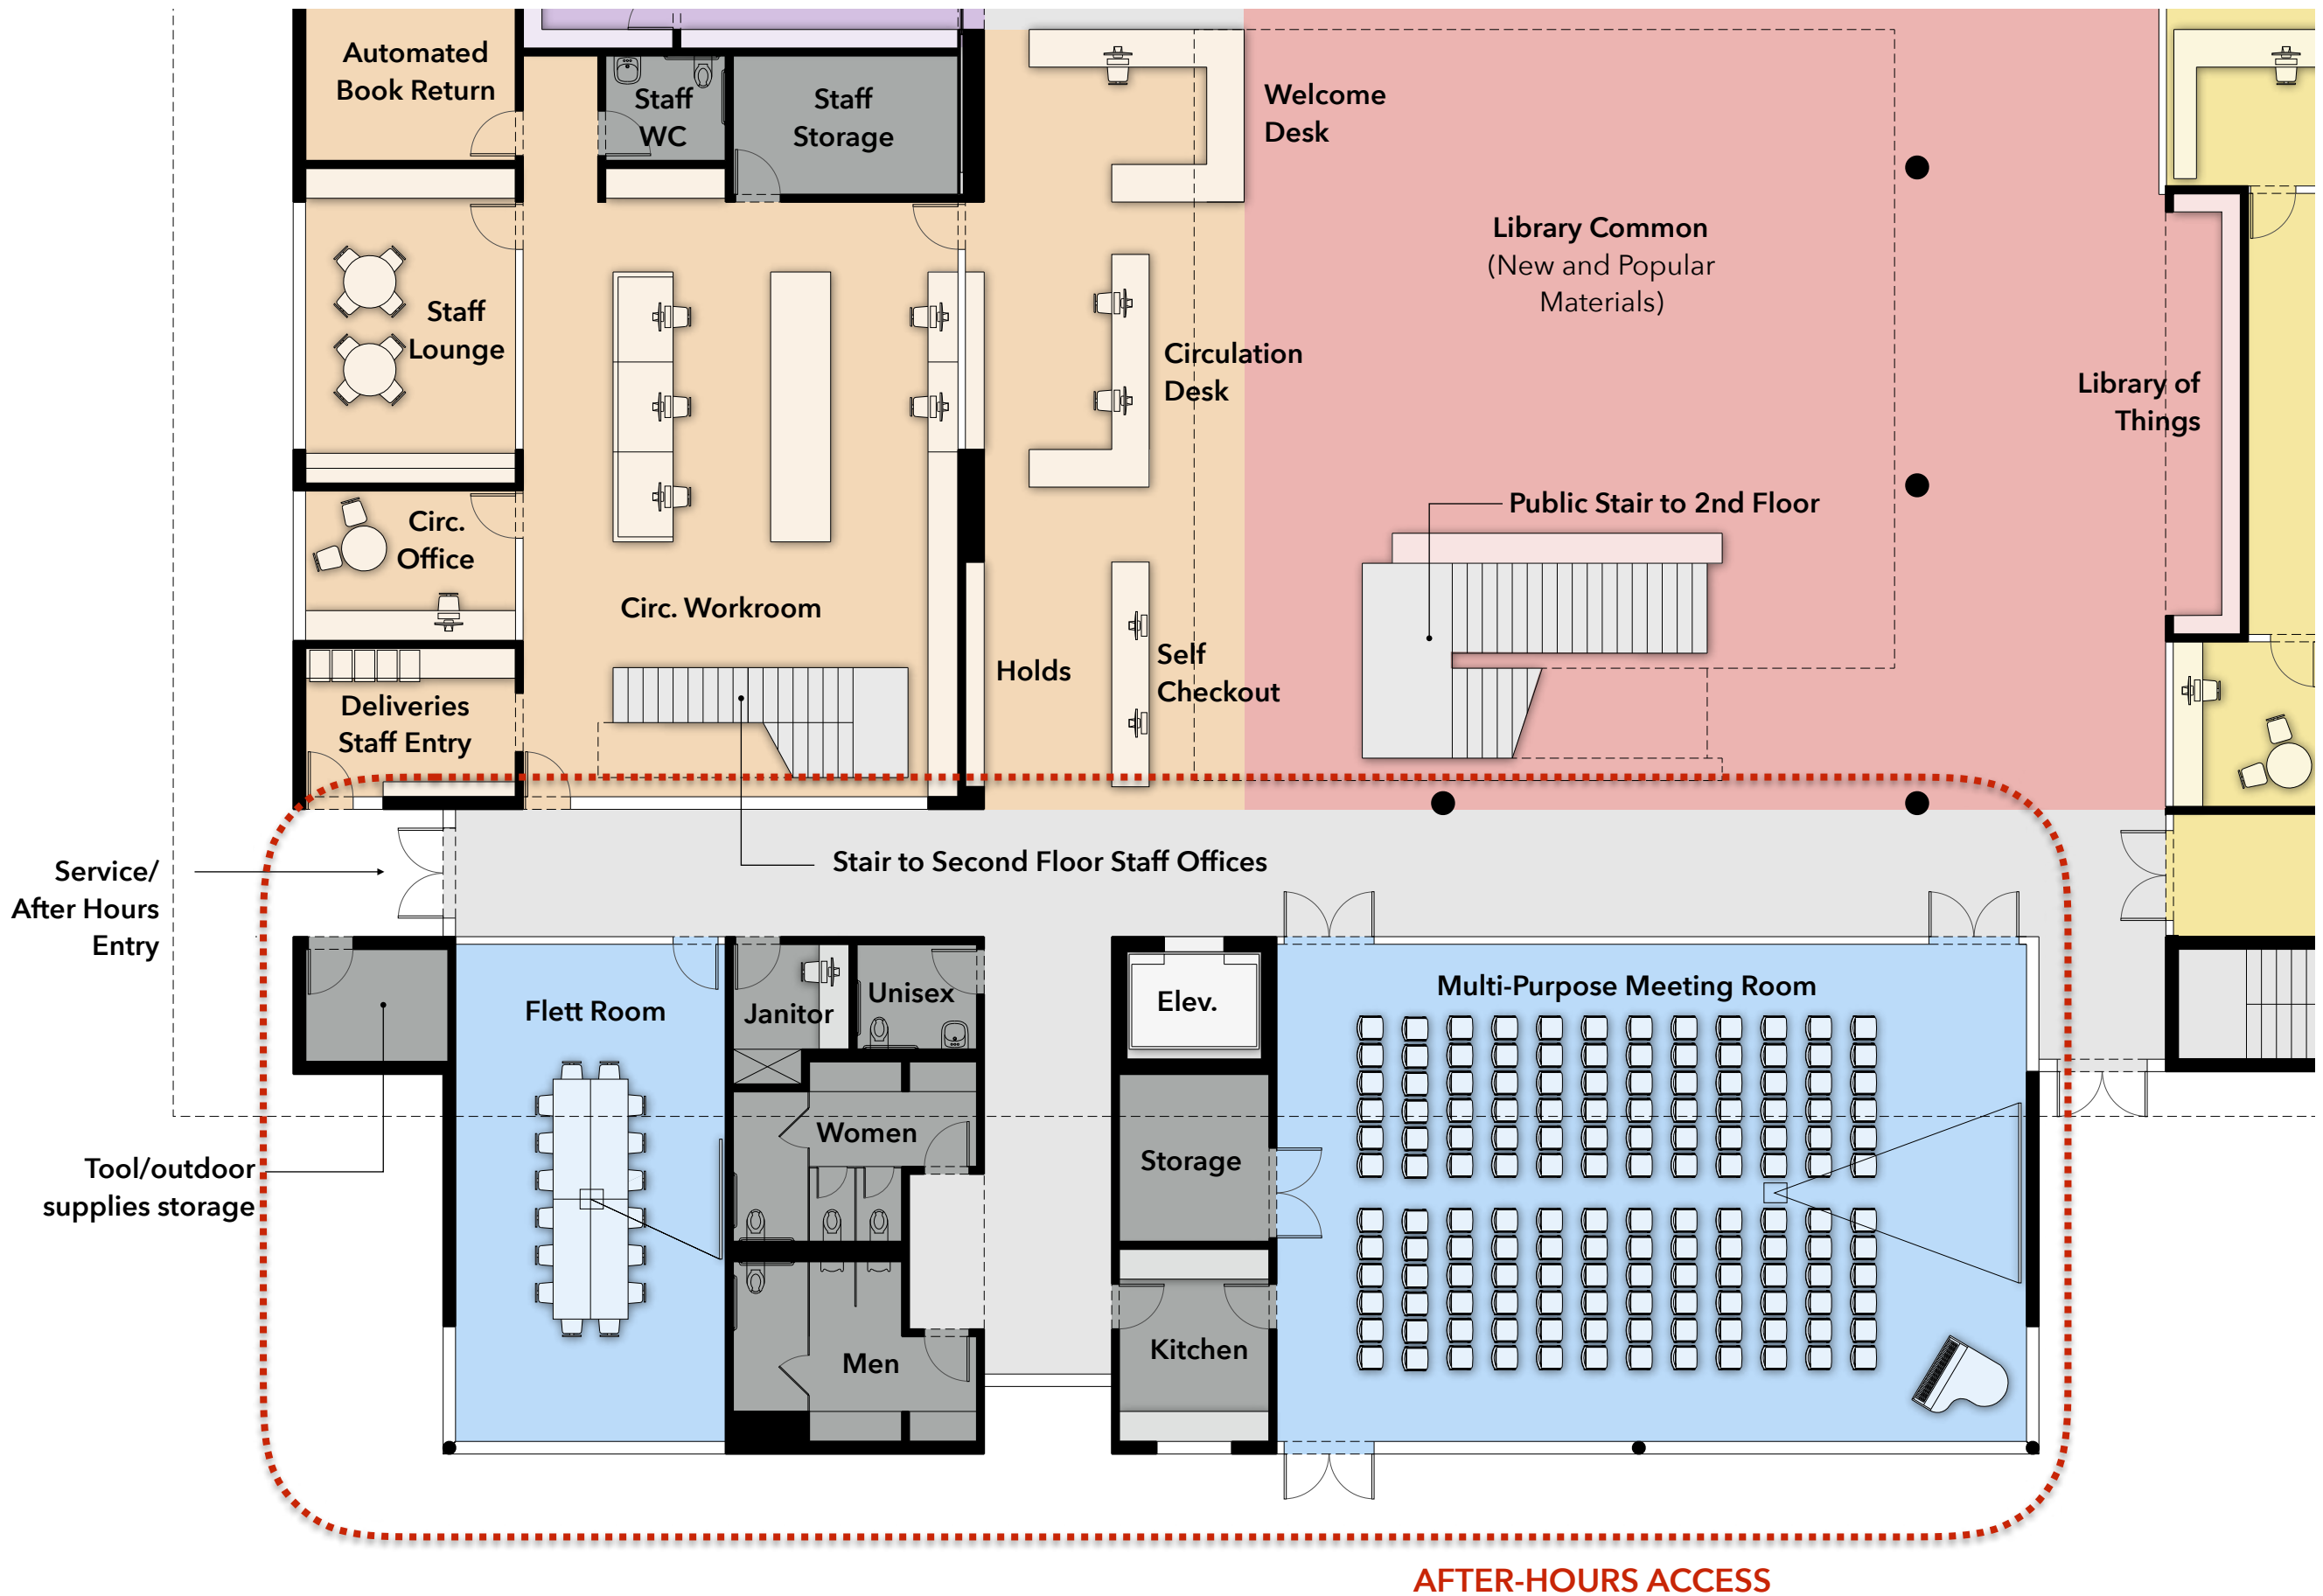 Automated
Book Return
Staff
WC
Staff
Storage
Welcome
Desk
Library Common
(New and Popular
Materials)
Staff
Lounge
Circulation
Desk
Library of
Things
Public Stair to 2nd Floor
Circ.
Office
Circ. Workroom
Holds
Self
Checkout
Deliveries
Staff Entry
Stair to Second Floor Staff Offices
Service/
After Hours
Entry
Flett Room
Janitor
Unisex
Elev.
Multi-Purpose Meeting Room
Women
Storage
Tool/outdoor
supplies storage
Men
Kitchen
AFTER-HOURS ACCESS